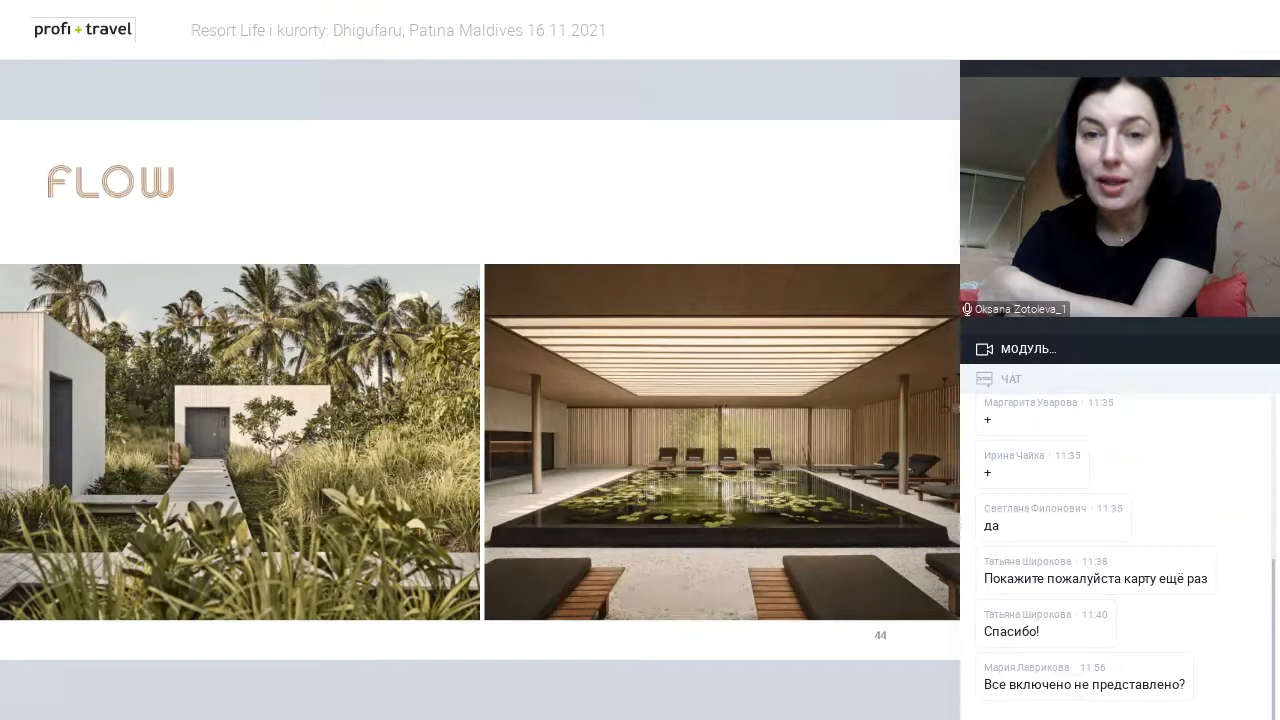 profi+travel
Resort Life i kurorty: Dhigufaru, Patina Maldives 16.11.2021
FLOW
44
Oksana Zotoleva_1
МОДУЛЬ...
ЧАТ
Маргарита Уварова · 11:35
+
Ирина Чайка · 11:35
+
Светлана Филонович · 11:35
да
Татьяна Широкова · 11:38
Покажите пожалуйста карту ещё раз
Татьяна Широкова · 11:40
Спасибо!
Мария Лаврикова · 11:56
Все включено не представлено?